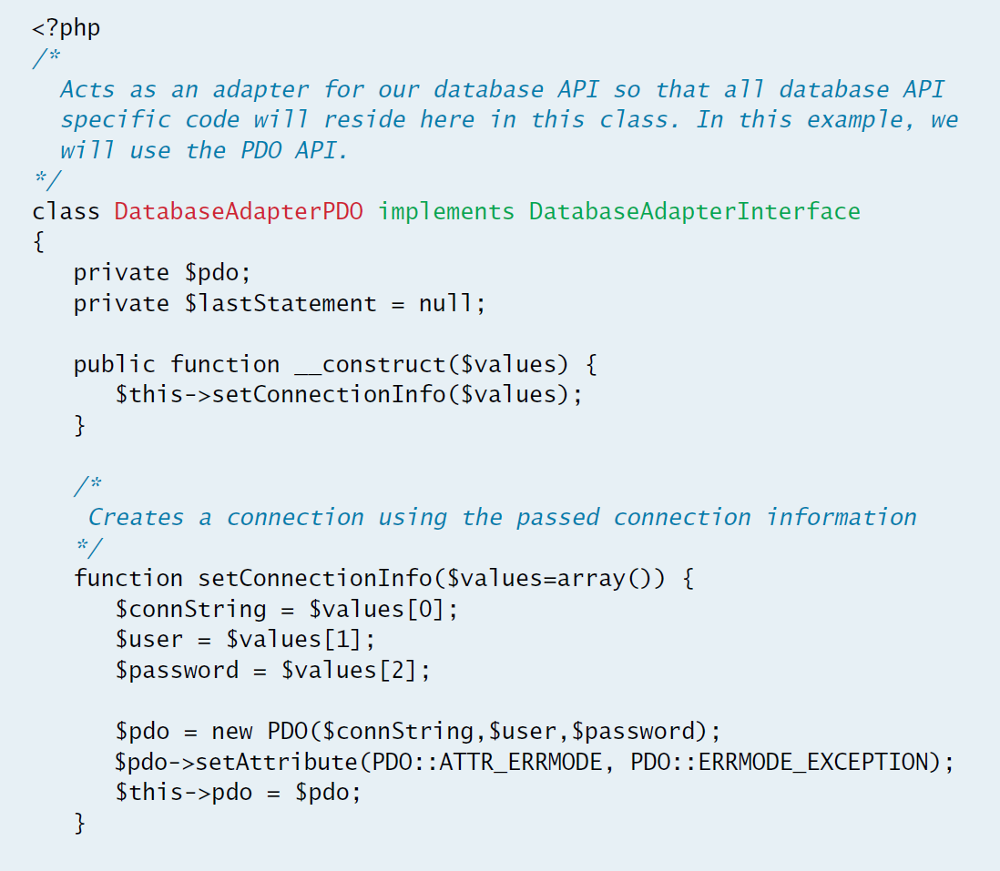 <?php
/*
  Acts as an adapter for our database API so that all database API
  specific code will reside here in this class. In this example, we
  will use the PDO API.
*/
class DatabaseAdapterPDO implements DatabaseAdapterInterface
{
   private $pdo;
   private $lastStatement = null;

   public function __construct($values) {
      $this->setConnectionInfo($values);
   }

   /*
    Creates a connection using the passed connection information
   */
   function setConnectionInfo($values=array()) {
      $connString = $values[0];
      $user = $values[1];
      $password = $values[2];

      $pdo = new PDO($connString,$user,$password);
      $pdo->setAttribute(PDO::ATTR_ERRMODE, PDO::ERRMODE_EXCEPTION);
      $this->pdo = $pdo;
   }